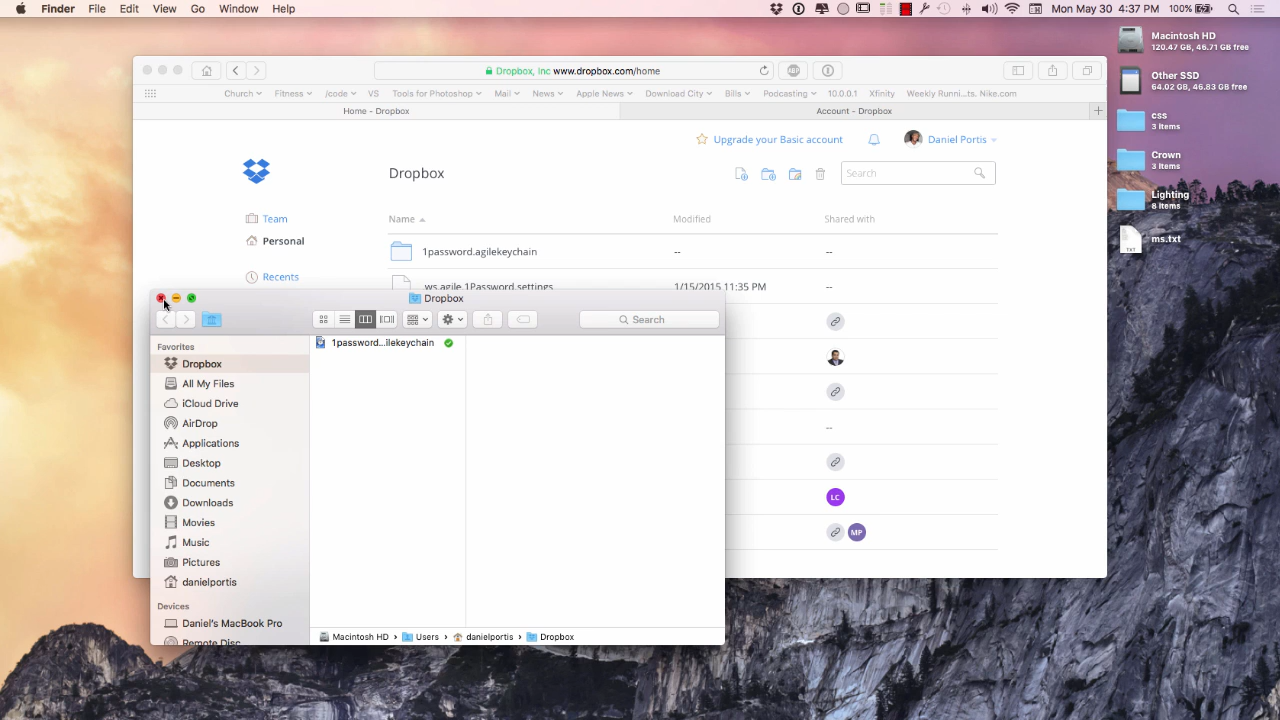 Finder File Edit View Go Window Help Mon May 30 4:37 PM 100%
Macintosh HD
120.47 GB, 46.71 GB free
Other SSD
64.02 GB, 46.83 GB free
css
3 items
Crown
3 items
Lighting
8 items
TXT
ms.txt
Dropbox, Inc www.dropbox.com/home
ABP
Church Fitness /code VS Tools for Photoshop Mail News Apple News Download City Bills Podcasting 10.0.0.1 Xfinity Weekly Runni...ts. Nike.com
Home – Dropbox Account – Dropbox
Upgrade your Basic account Daniel Portis
Dropbox Search
Team
Personal
Recents
Name Modified Shared with
1password.agilekeychain -- --
ws.agile.1Password.settings 1/15/2015 11:35 PM --
--
LC
MP
Dropbox
Search
Favorites
Dropbox
All My Files
iCloud Drive
AirDrop
Applications
Desktop
Documents
Downloads
Movies
Music
Pictures
danielportis
Devices
Daniel's MacBook Pro
Remote Disc
1password...ilekeychain
Macintosh HD › Users › danielportis › Dropbox